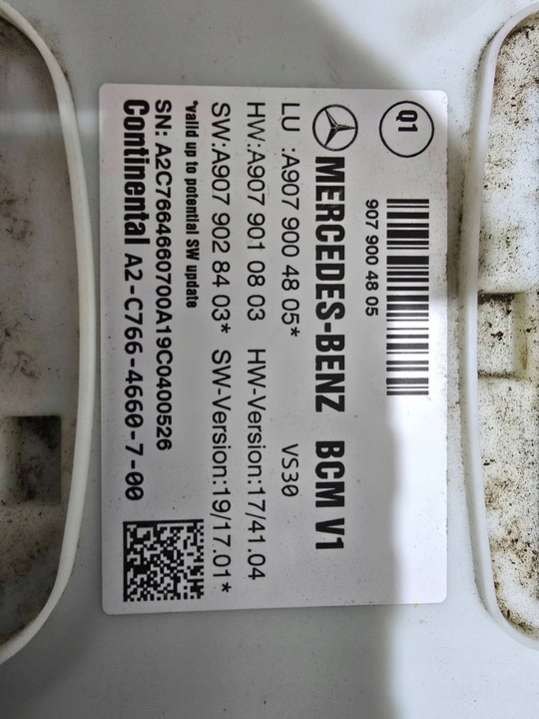 Q1
907 900 48 05
MERCEDES-BENZ BCM V1
LU :A907 900 48 05* VS30
HW:A907 901 08 03 HW-Version:17/41.04
SW:A907 902 84 03* SW-Version:19/17.01*
*valid up to potential SW update
SN: A2C7664660700A19C0400526
Continental A2-C766-4660-7-00